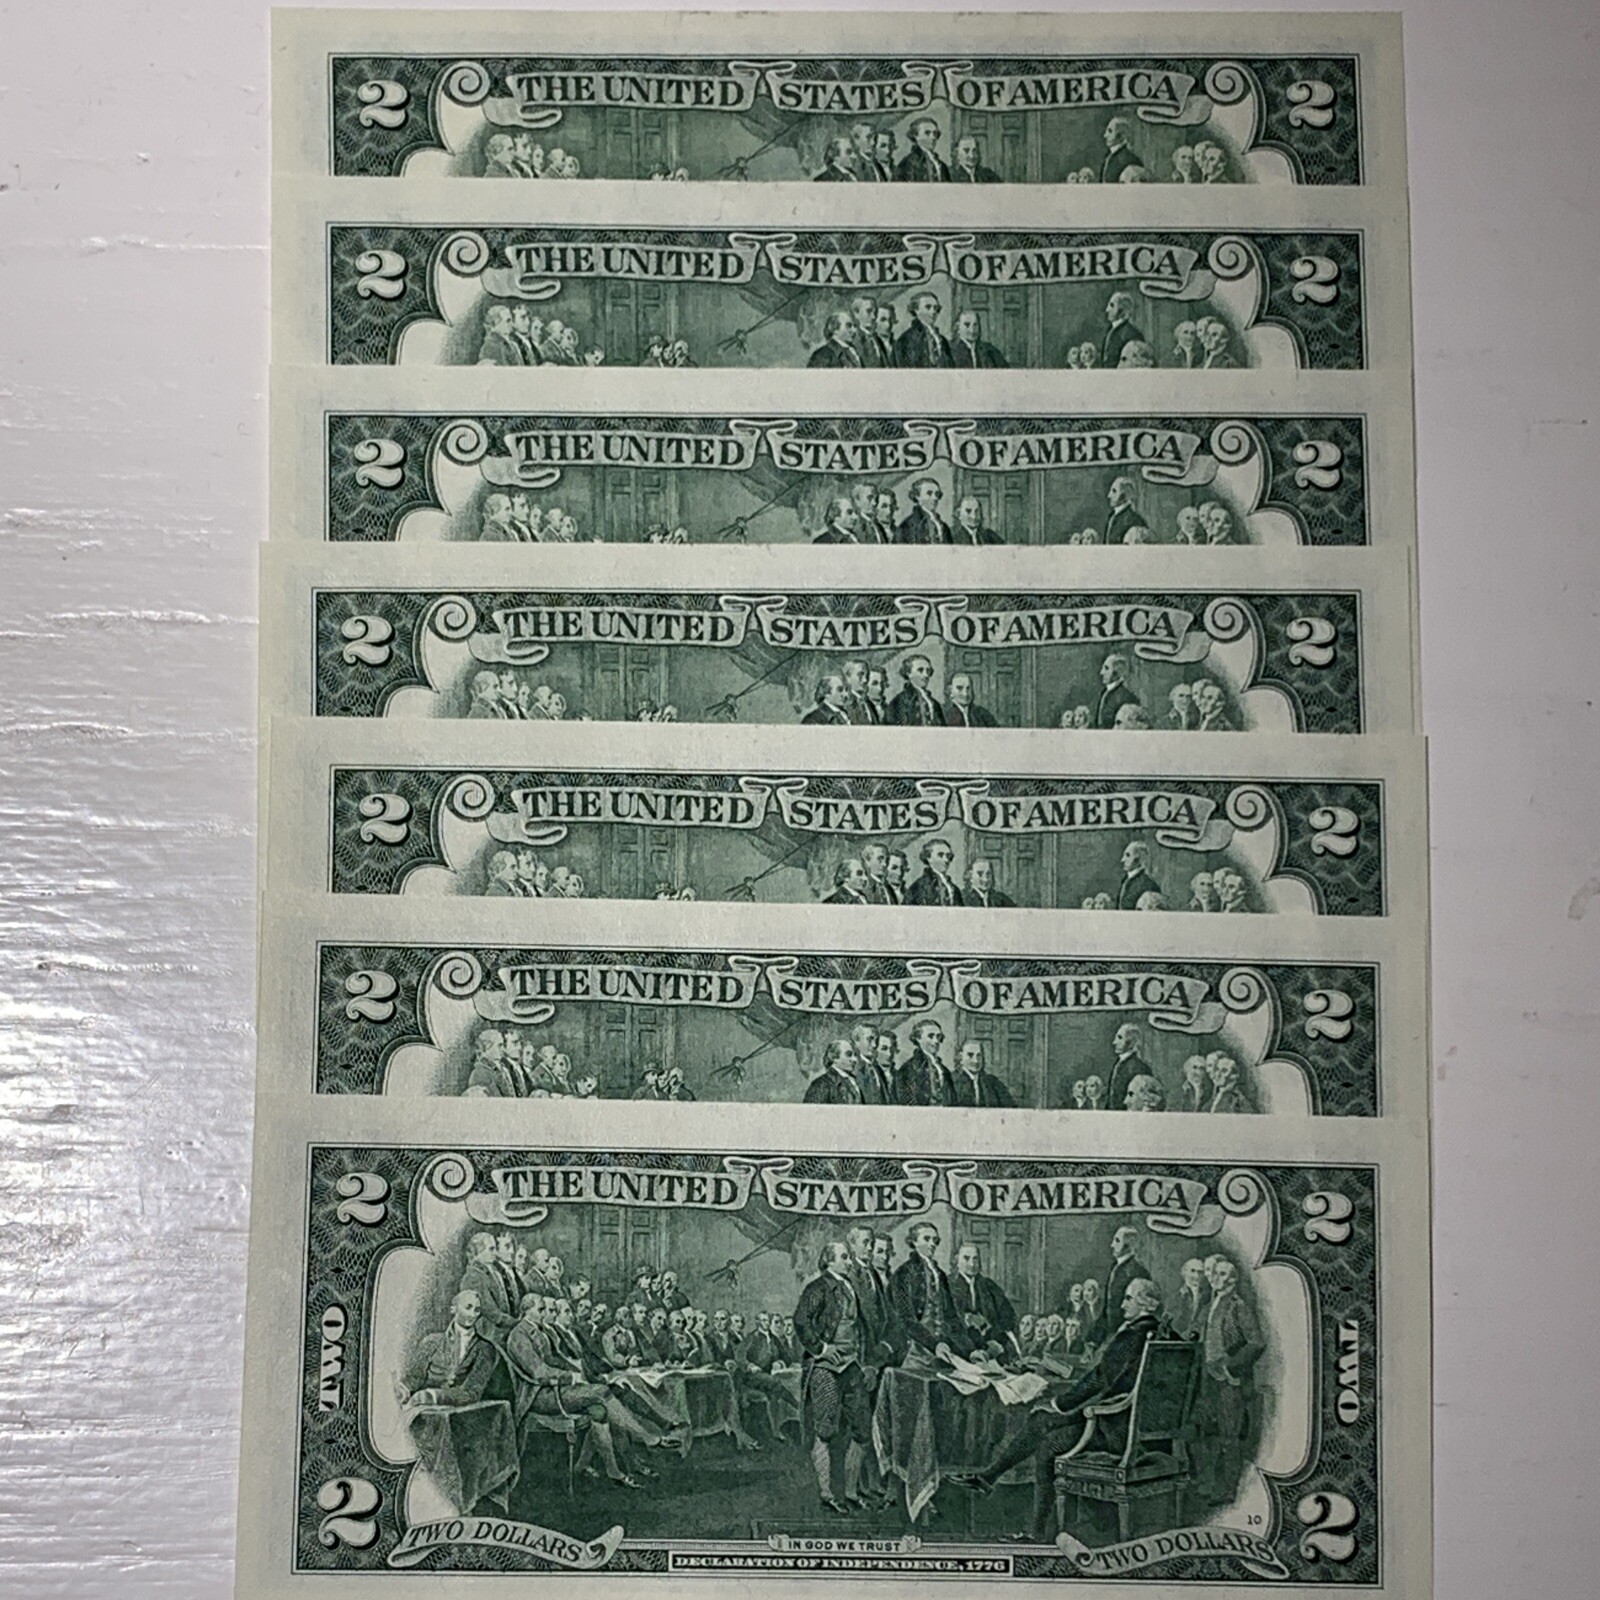 2 THE UNITED STATES OF AMERICA 2
2 THE UNITED STATES OF AMERICA 2
2 THE UNITED STATES OF AMERICA 2
2 THE UNITED STATES OF AMERICA 2
2 THE UNITED STATES OF AMERICA 2
2 THE UNITED STATES OF AMERICA 2
2 THE UNITED STATES OF AMERICA 2
TWO TWO
2 2
10
TWO DOLLARS IN GOD WE TRUST TWO DOLLARS
DECLARATION OF INDEPENDENCE, 1776